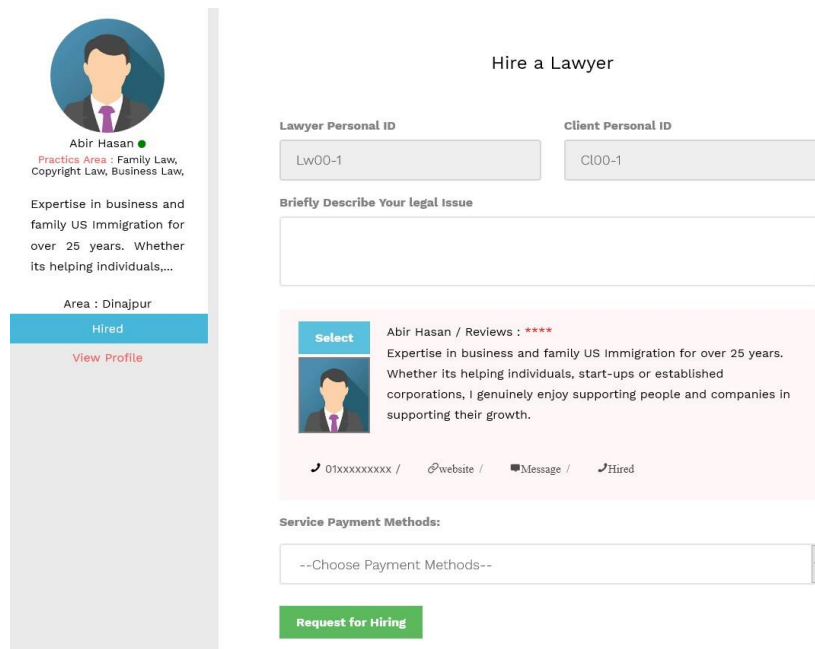 Abir Hasan
Practics Area : Family Law,
Copyright Law, Business Law,
Expertise in business and
family US Immigration for
over 25 years. Whether
its helping individuals,...
Area : Dinajpur
Hired
View Profile
Hire a Lawyer
Lawyer Personal ID
Client Personal ID
Lw00-1
Cl00-1
Briefly Describe Your legal Issue
Select
Abir Hasan / Reviews : ****
Expertise in business and family US Immigration for over 25 years.
Whether its helping individuals, start-ups or established
corporations, I genuinely enjoy supporting people and companies in
supporting their growth.
01xxxxxxxxx / website / Message / Hired
Service Payment Methods:
--Choose Payment Methods--
Request for Hiring